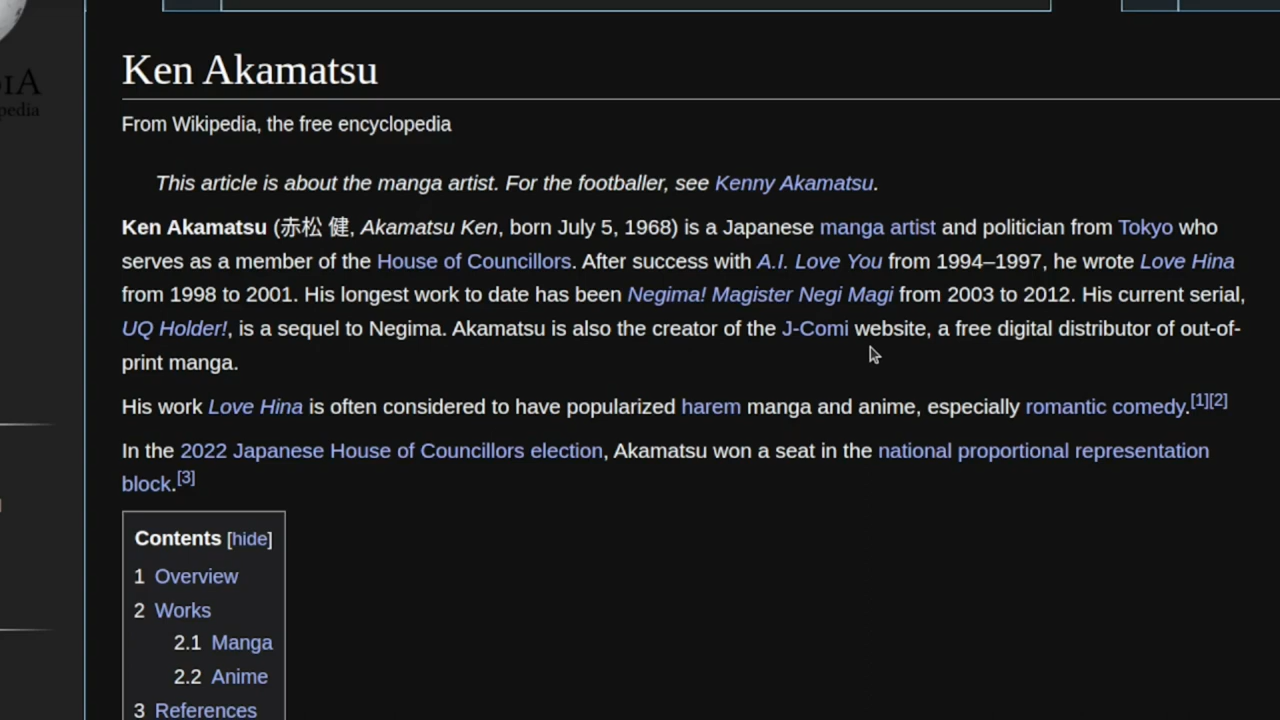 IA
pedia
Ken Akamatsu
From Wikipedia, the free encyclopedia
This article is about the manga artist. For the footballer, see Kenny Akamatsu.
Ken Akamatsu (赤松 健, Akamatsu Ken, born July 5, 1968) is a Japanese manga artist and politician from Tokyo who
serves as a member of the House of Councillors. After success with A.I. Love You from 1994–1997, he wrote Love Hina
from 1998 to 2001. His longest work to date has been Negima! Magister Negi Magi from 2003 to 2012. His current serial,
UQ Holder!, is a sequel to Negima. Akamatsu is also the creator of the J-Comi website, a free digital distributor of out-of-
print manga.
His work Love Hina is often considered to have popularized harem manga and anime, especially romantic comedy.[1][2]
In the 2022 Japanese House of Councillors election, Akamatsu won a seat in the national proportional representation
block.[3]
Contents [hide]
1 Overview
2 Works
2.1 Manga
2.2 Anime
3 References